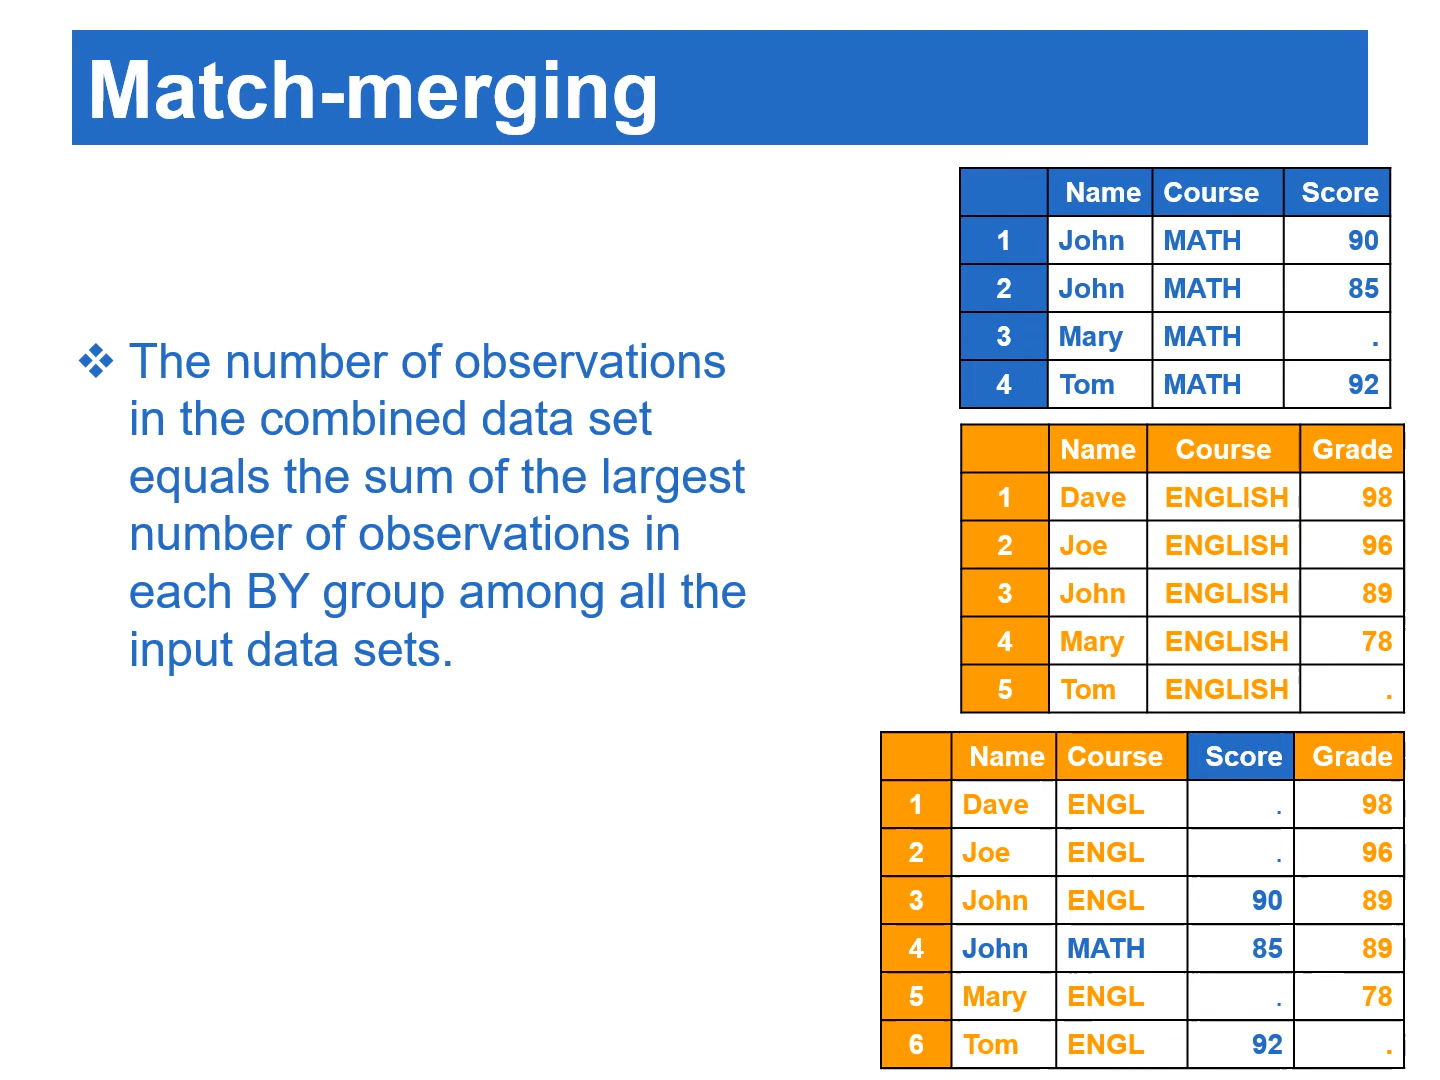 Match-merging
❖ The number of observations
in the combined data set
equals the sum of the largest
number of observations in
each BY group among all the
input data sets.
Name Course Score
1 John MATH 90
2 John MATH 85
3 Mary MATH .
4 Tom MATH 92
Name Course Grade
1 Dave ENGLISH 98
2 Joe ENGLISH 96
3 John ENGLISH 89
4 Mary ENGLISH 78
5 Tom ENGLISH .
Name Course Score Grade
1 Dave ENGL . 98
2 Joe ENGL . 96
3 John ENGL 90 89
4 John MATH 85 89
5 Mary ENGL . 78
6 Tom ENGL 92 .